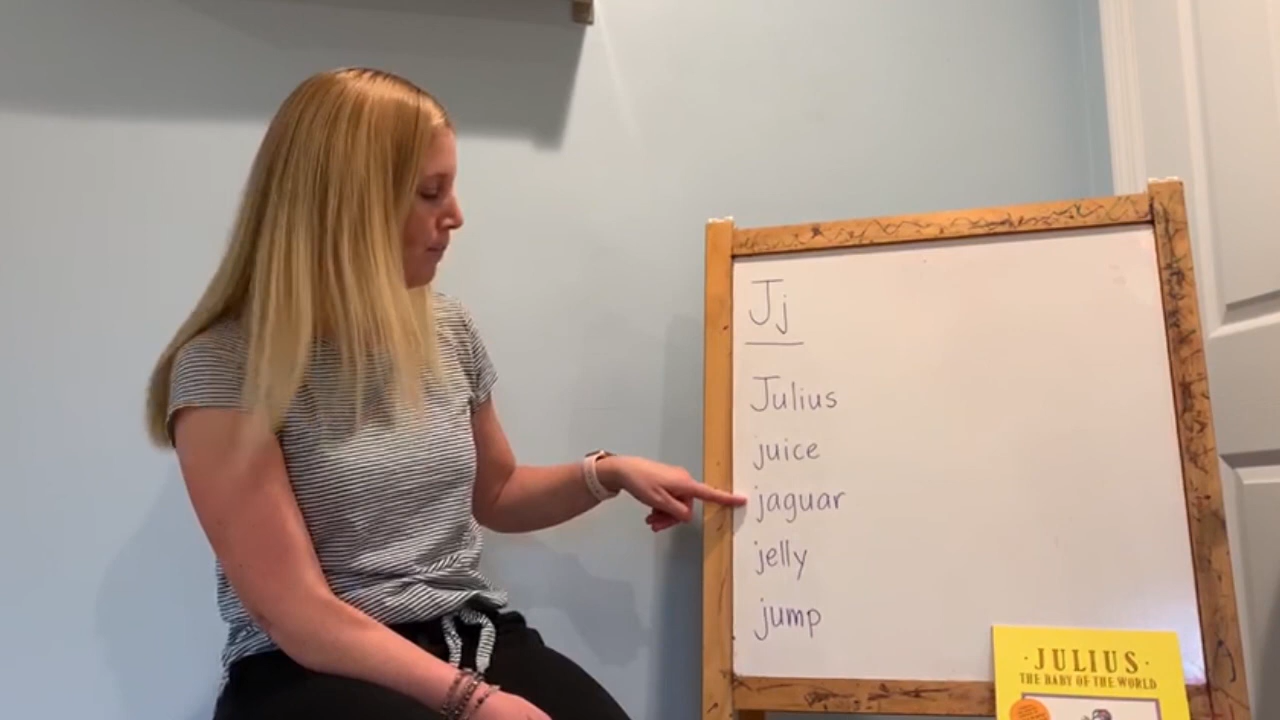 Jj
Julius
juice
jaguar
jelly
jump
·JULIUS·
THE BABY OF THE WORLD